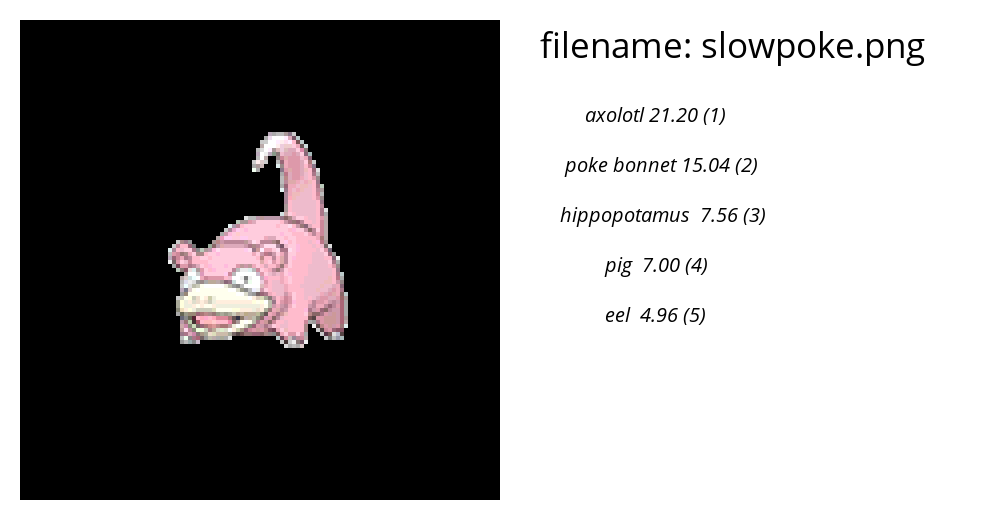 filename: slowpoke.png
axolotl 21.20 (1)
poke bonnet 15.04 (2)
hippopotamus 7.56 (3)
pig 7.00 (4)
eel 4.96 (5)